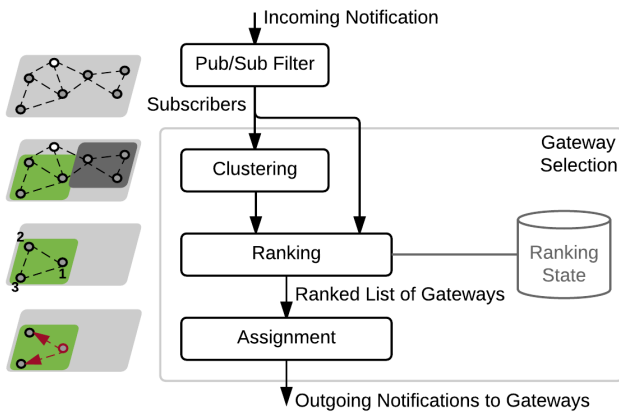 Incoming Notification
Pub/Sub Filter
Subscribers
Gateway
Selection
Clustering
Ranking
Ranking
State
2
1
3
Ranked List of Gateways
Assignment
Outgoing Notifications to Gateways